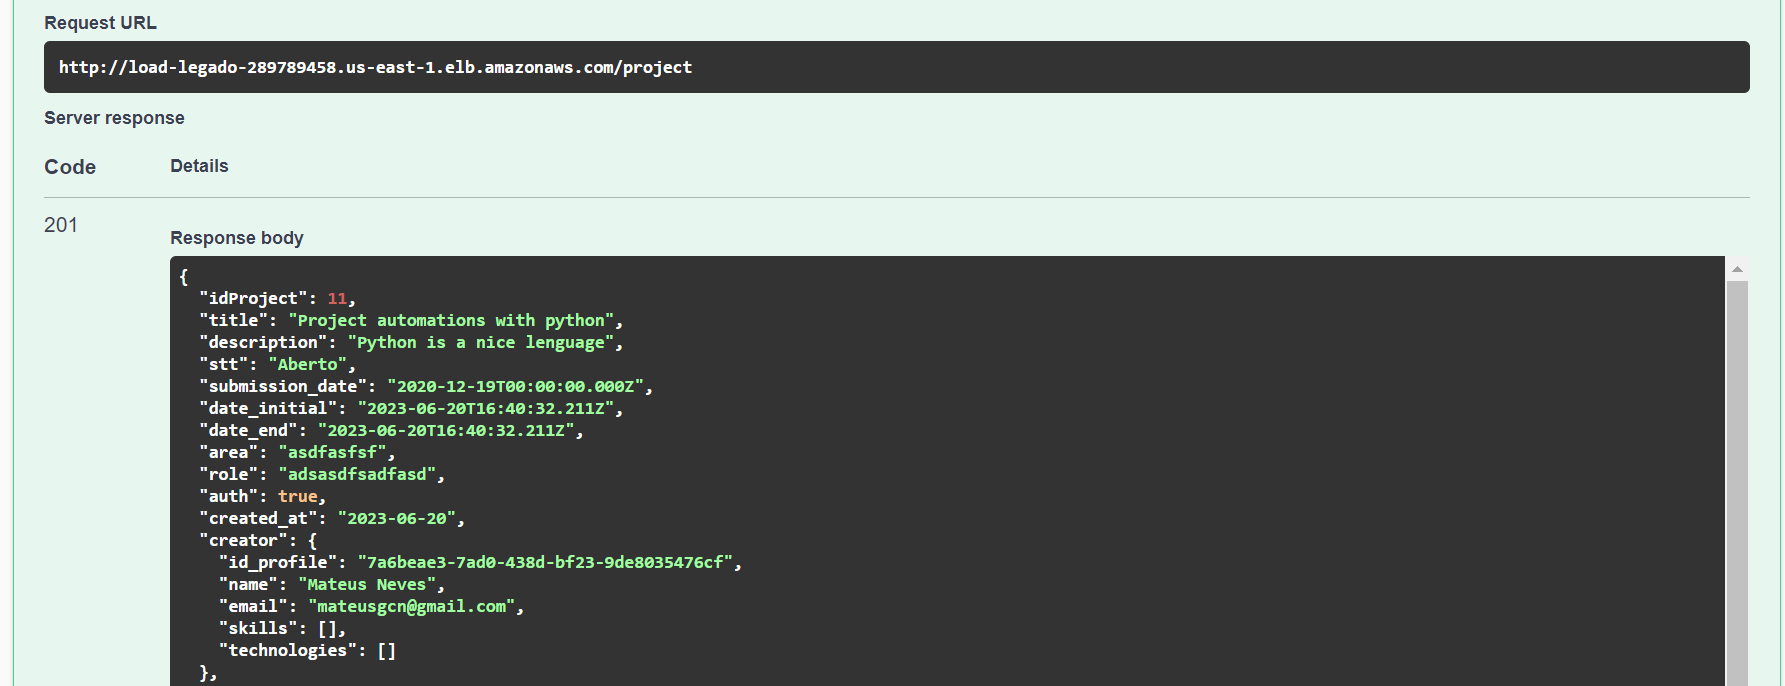 Request URL
http://load-legado-289789458.us-east-1.elb.amazonaws.com/project
Server response
Code Details
201
Response body
{
"idProject": 11,
"title": "Project automations with python",
"description": "Python is a nice lenguage",
"stt": "Aberto",
"submission_date": "2020-12-19T00:00:00.000Z",
"date_initial": "2023-06-20T16:40:32.211Z",
"date_end": "2023-06-20T16:40:32.211Z",
"area": "asdfasfsf",
"role": "adsasdfsadfasd",
"auth": true,
"created_at": "2023-06-20",
"creator": {
"id_profile": "7a6beae3-7ad0-438d-bf23-9de8035476cf",
"name": "Mateus Neves",
"email": "mateusgcn@gmail.com",
"skills": [],
"technologies": []
},